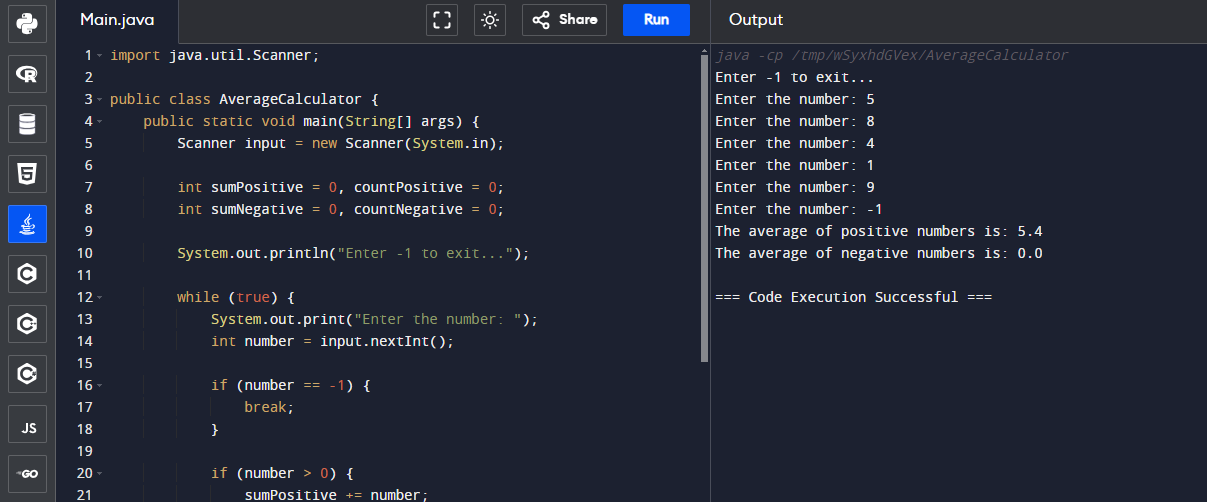 Main.java
Share
Run
Output
1 import java.util.Scanner;
2
3 public class AverageCalculator {
4     public static void main(String[] args) {
5         Scanner input = new Scanner(System.in);
6
7         int sumPositive = 0, countPositive = 0;
8         int sumNegative = 0, countNegative = 0;
9
10         System.out.println("Enter -1 to exit...");
11
12         while (true) {
13             System.out.print("Enter the number: ");
14             int number = input.nextInt();
15
16             if (number == -1) {
17                 break;
18             }
19
20             if (number > 0) {
21                 sumPositive += number;
java -cp /tmp/wSyxhdGVex/AverageCalculator
Enter -1 to exit...
Enter the number: 5
Enter the number: 8
Enter the number: 4
Enter the number: 1
Enter the number: 9
Enter the number: -1
The average of positive numbers is: 5.4
The average of negative numbers is: 0.0
=== Code Execution Successful ===
R
5
C
C
C
JS
GO